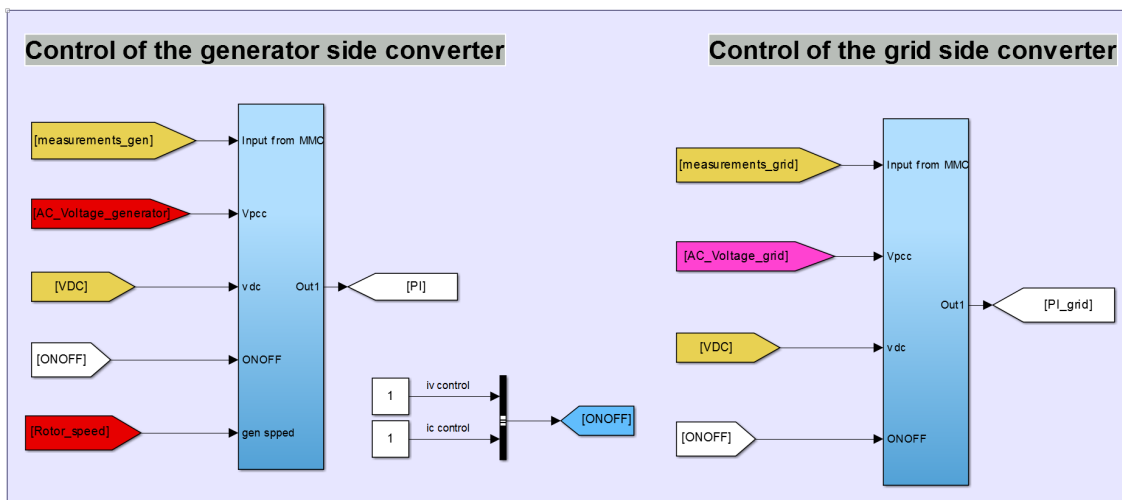 Control of the generator side converter
[measurements_gen]
Input from MMC
[AC_Voltage_generator]
Vpcc
[VDC]
vdc
Out1
[PI]
[ONOFF]
ONOFF
[Rotor_speed]
gen spped
1
iv control
1
ic control
[ONOFF]
Control of the grid side converter
[measurements_grid]
Input from MMC
[AC_Voltage_grid]
Vpcc
Out1
[PI_grid]
[VDC]
vdc
[ONOFF]
ONOFF